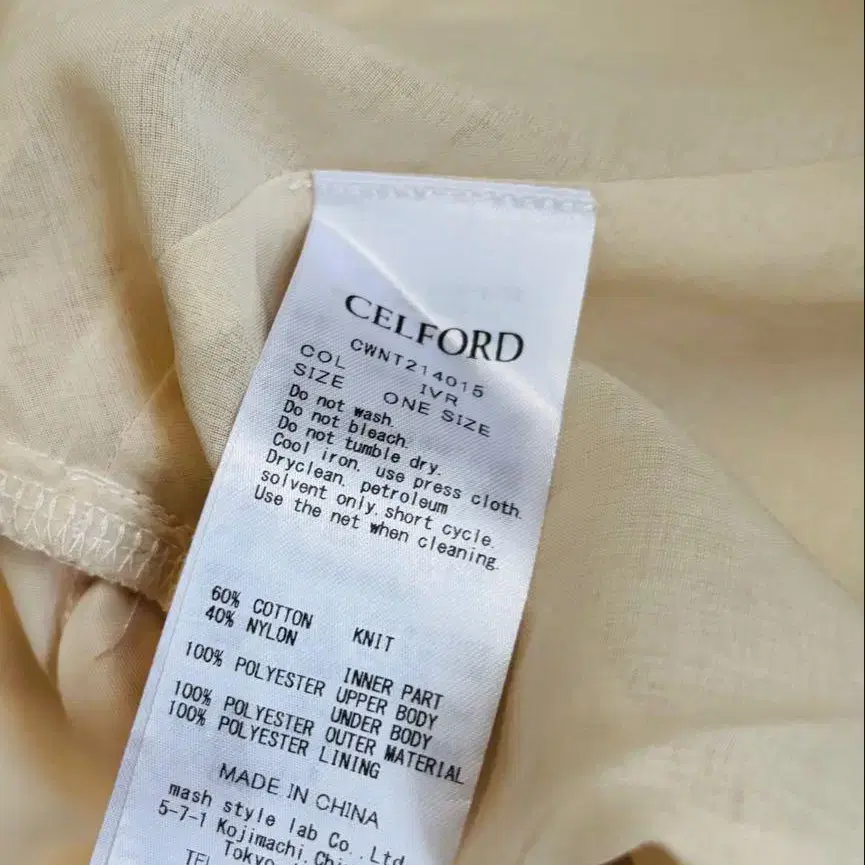 CELFORD
CWNT214015
COL IVR
SIZE ONE SIZE
Do not wash.
Do not bleach.
Do not tumble dry.
Cool iron. use press cloth.
Dryclean. petroleum
solvent only. short cycle.
Use the net when cleaning.
60% COTTON KNIT
40% NYLON
INNER PART
100% POLYESTER UPPER BODY
UNDER BODY
100% POLYESTER OUTER MATERIAL
100% POLYESTER LINING
MADE IN CHINA
mash style lab Co., Ltd.
5-7-1 Kojimachi,
Tokyo
TEL